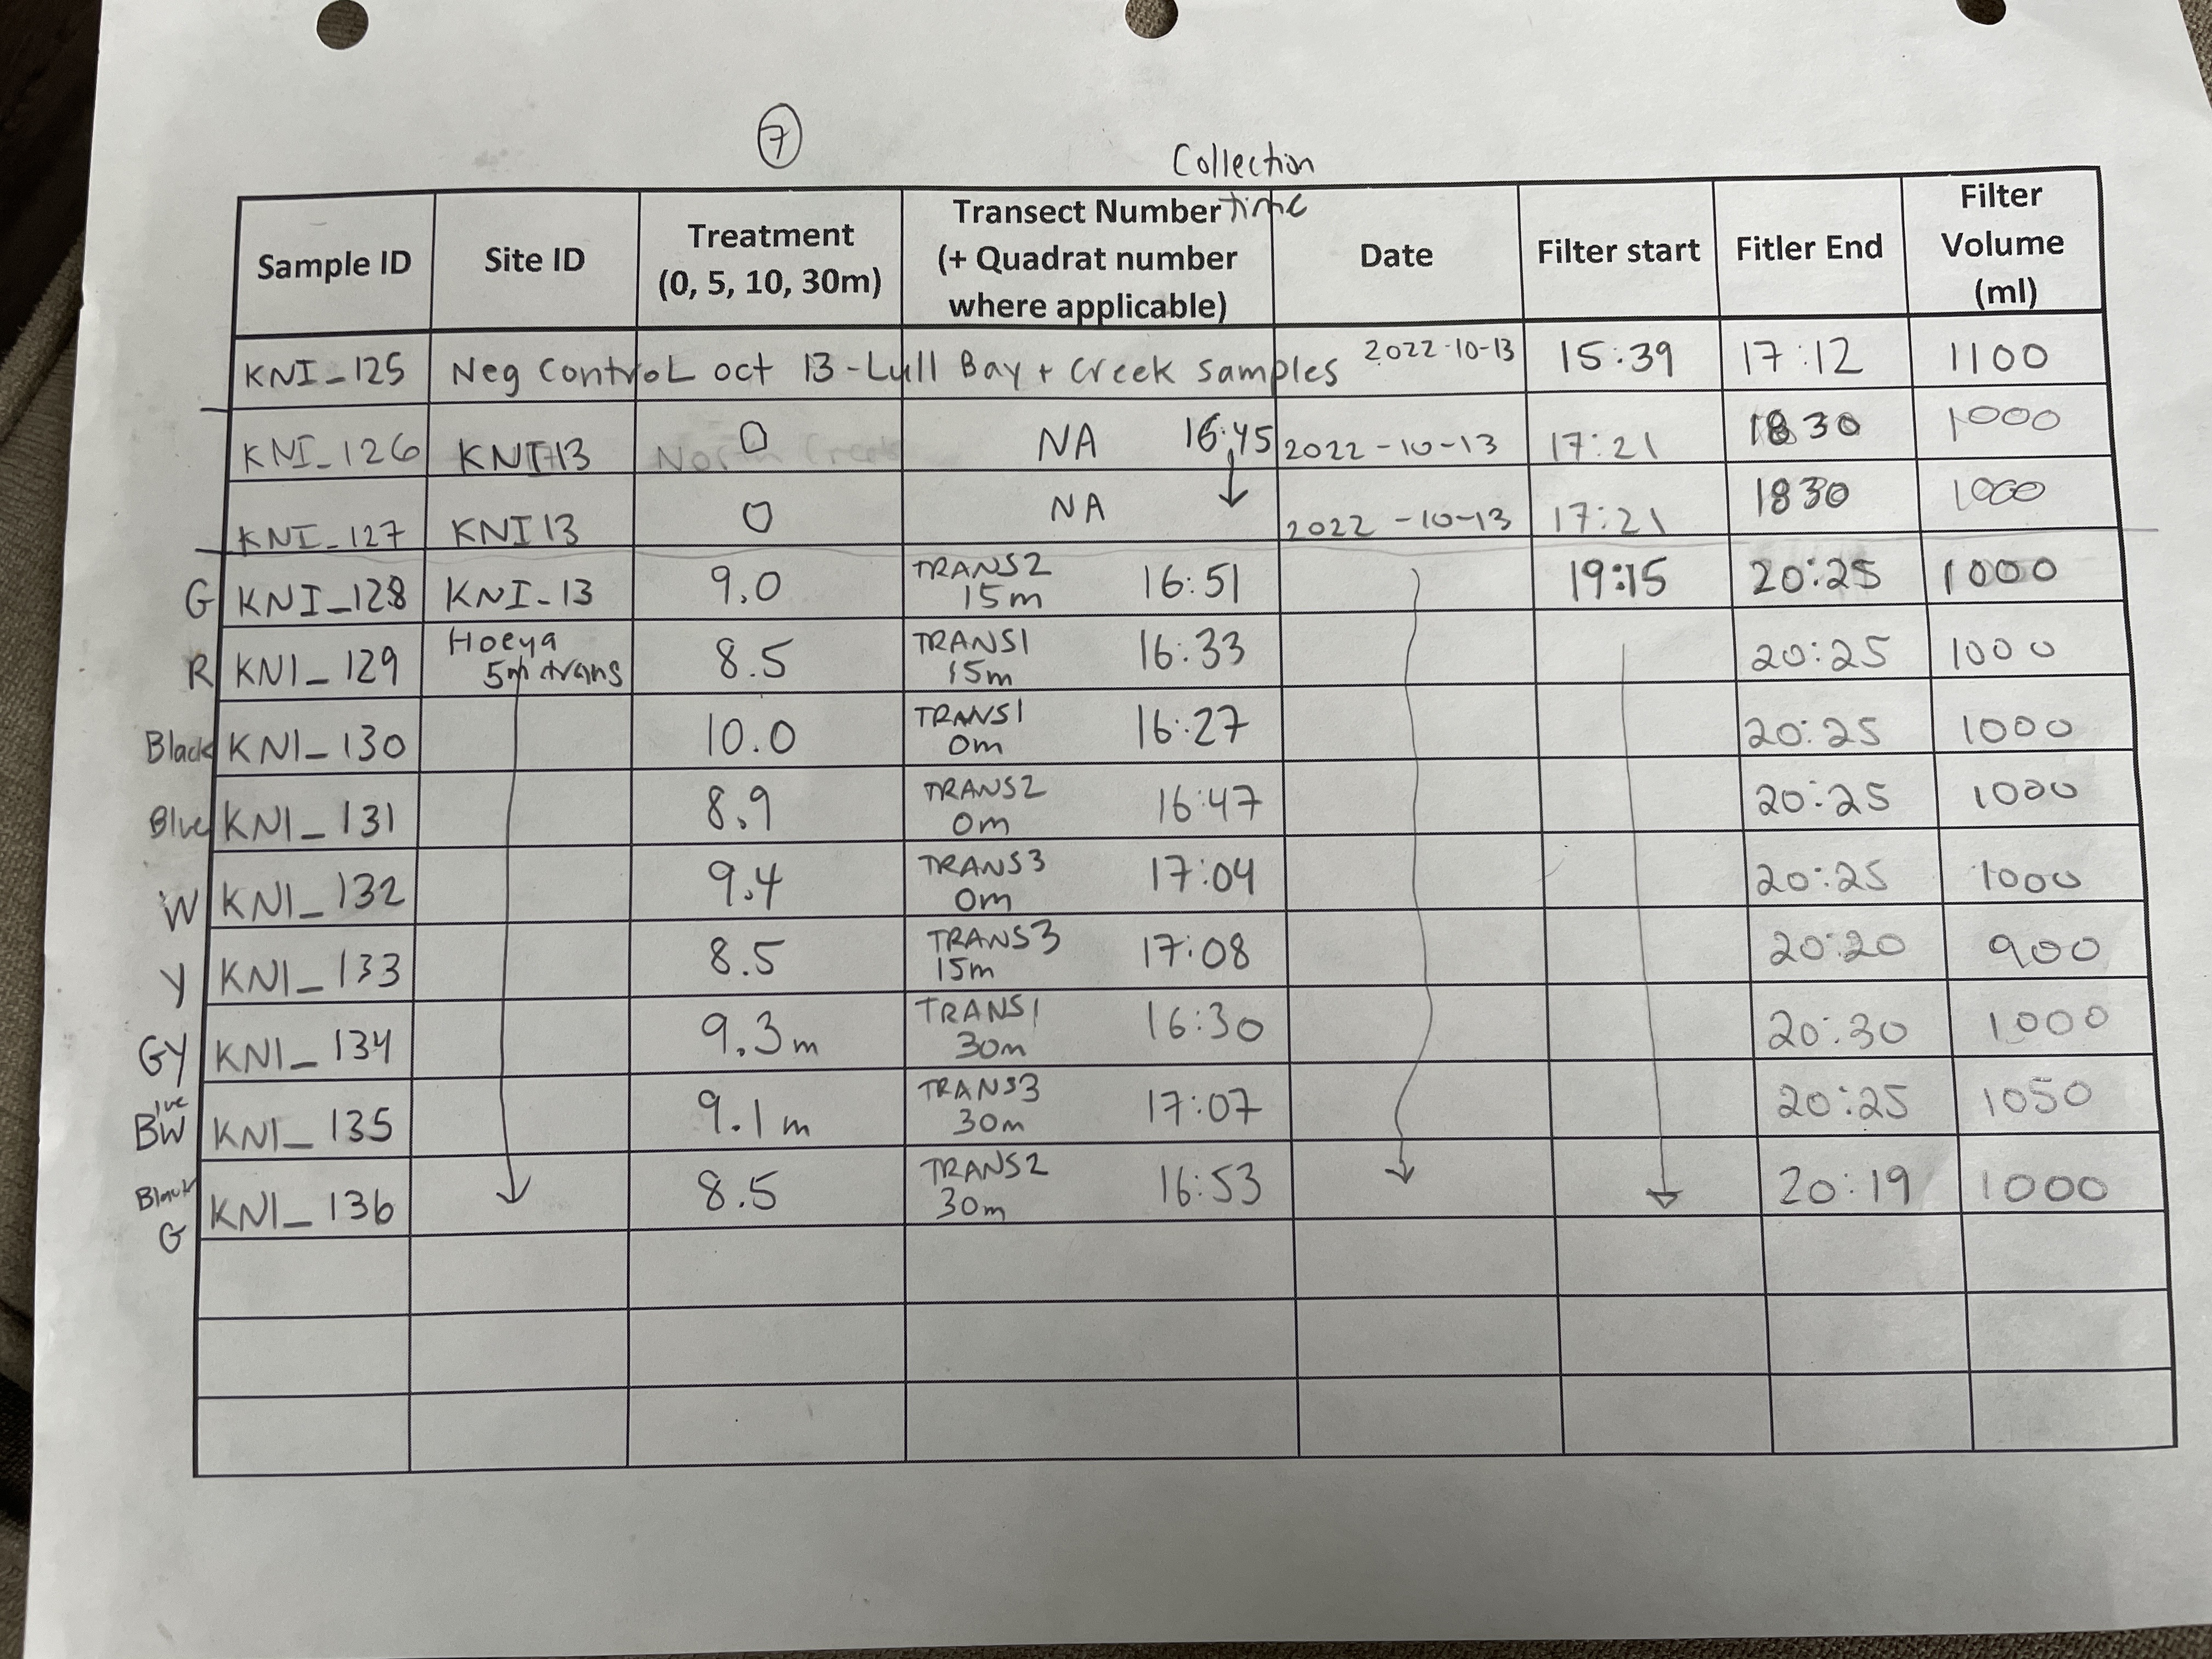 7
Collection
Sample ID Site ID Treatment (0, 5, 10, 30m) Transect Number (+ Quadrat number where applicable) Time Date Filter start Fitler End Filter Volume (ml)
KNI_125 Neg Control oct 13 - Lull Bay + Creek samples 2022-10-13 15:39 17:12 1100
KNI_126 KNI-13 0 NA 16:45 2022-10-13 17:21 1830 1000
KNI_127 KNI13 0 NA ↓ 2022-10-13 17:21 1830 1000
G KNI_128 KNI-13 9.0 TRANS2 15m 16:51 19:15 20:25 1000
R KNI_129 Hoeya 5m trans 8.5 TRANS1 15m 16:33 20:25 1000
Black KNI_130 10.0 TRANS1 0m 16:27 20:25 1000
Blue KNI_131 8.9 TRANS2 0m 16:47 20:25 1000
W KNI_132 9.4 TRANS3 0m 17:04 20:25 1000
Y KNI_133 8.5 TRANS3 15m 17:08 20:20 900
GY KNI_134 9.3m TRANS1 30m 16:30 20:30 1000
BlueW KNI_135 9.1m TRANS3 30m 17:07 20:25 1050
Black G KNI_136 8.5 TRANS2 30m 16:53 20:19 1000